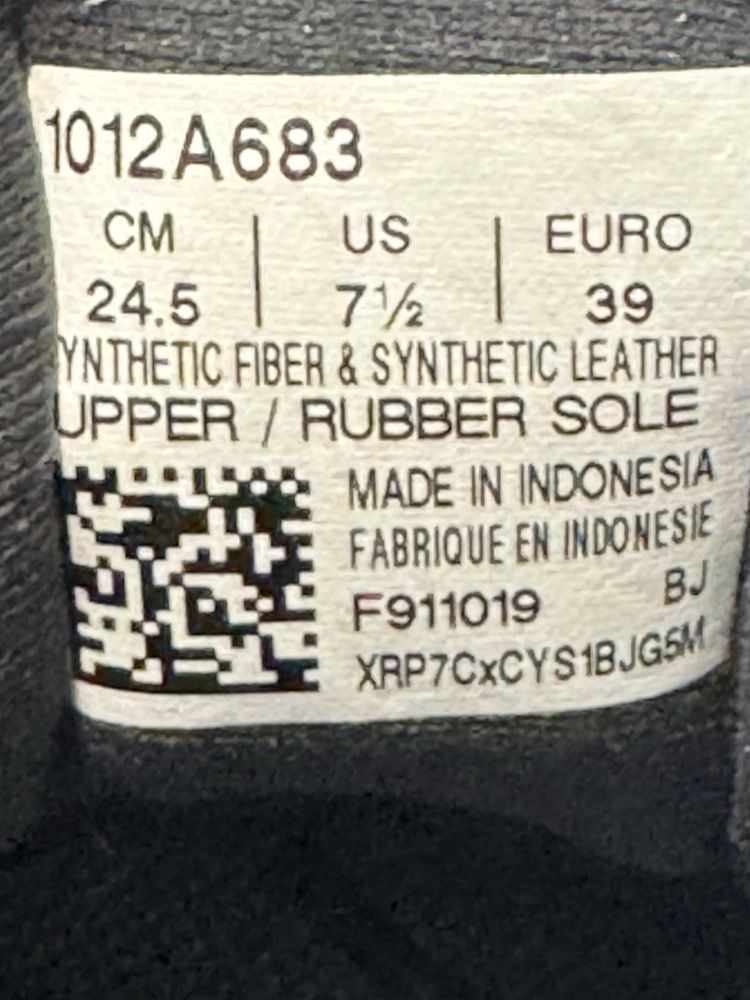 1012A683
CM | US | EURO
24.5 | 7½ | 39
YNTHETIC FIBER & SYNTHETIC LEATHER
UPPER / RUBBER SOLE
MADE IN INDONESIA
FABRIQUE EN INDONESIE
F911019 BJ
XRP7CxCYS1BJG5M